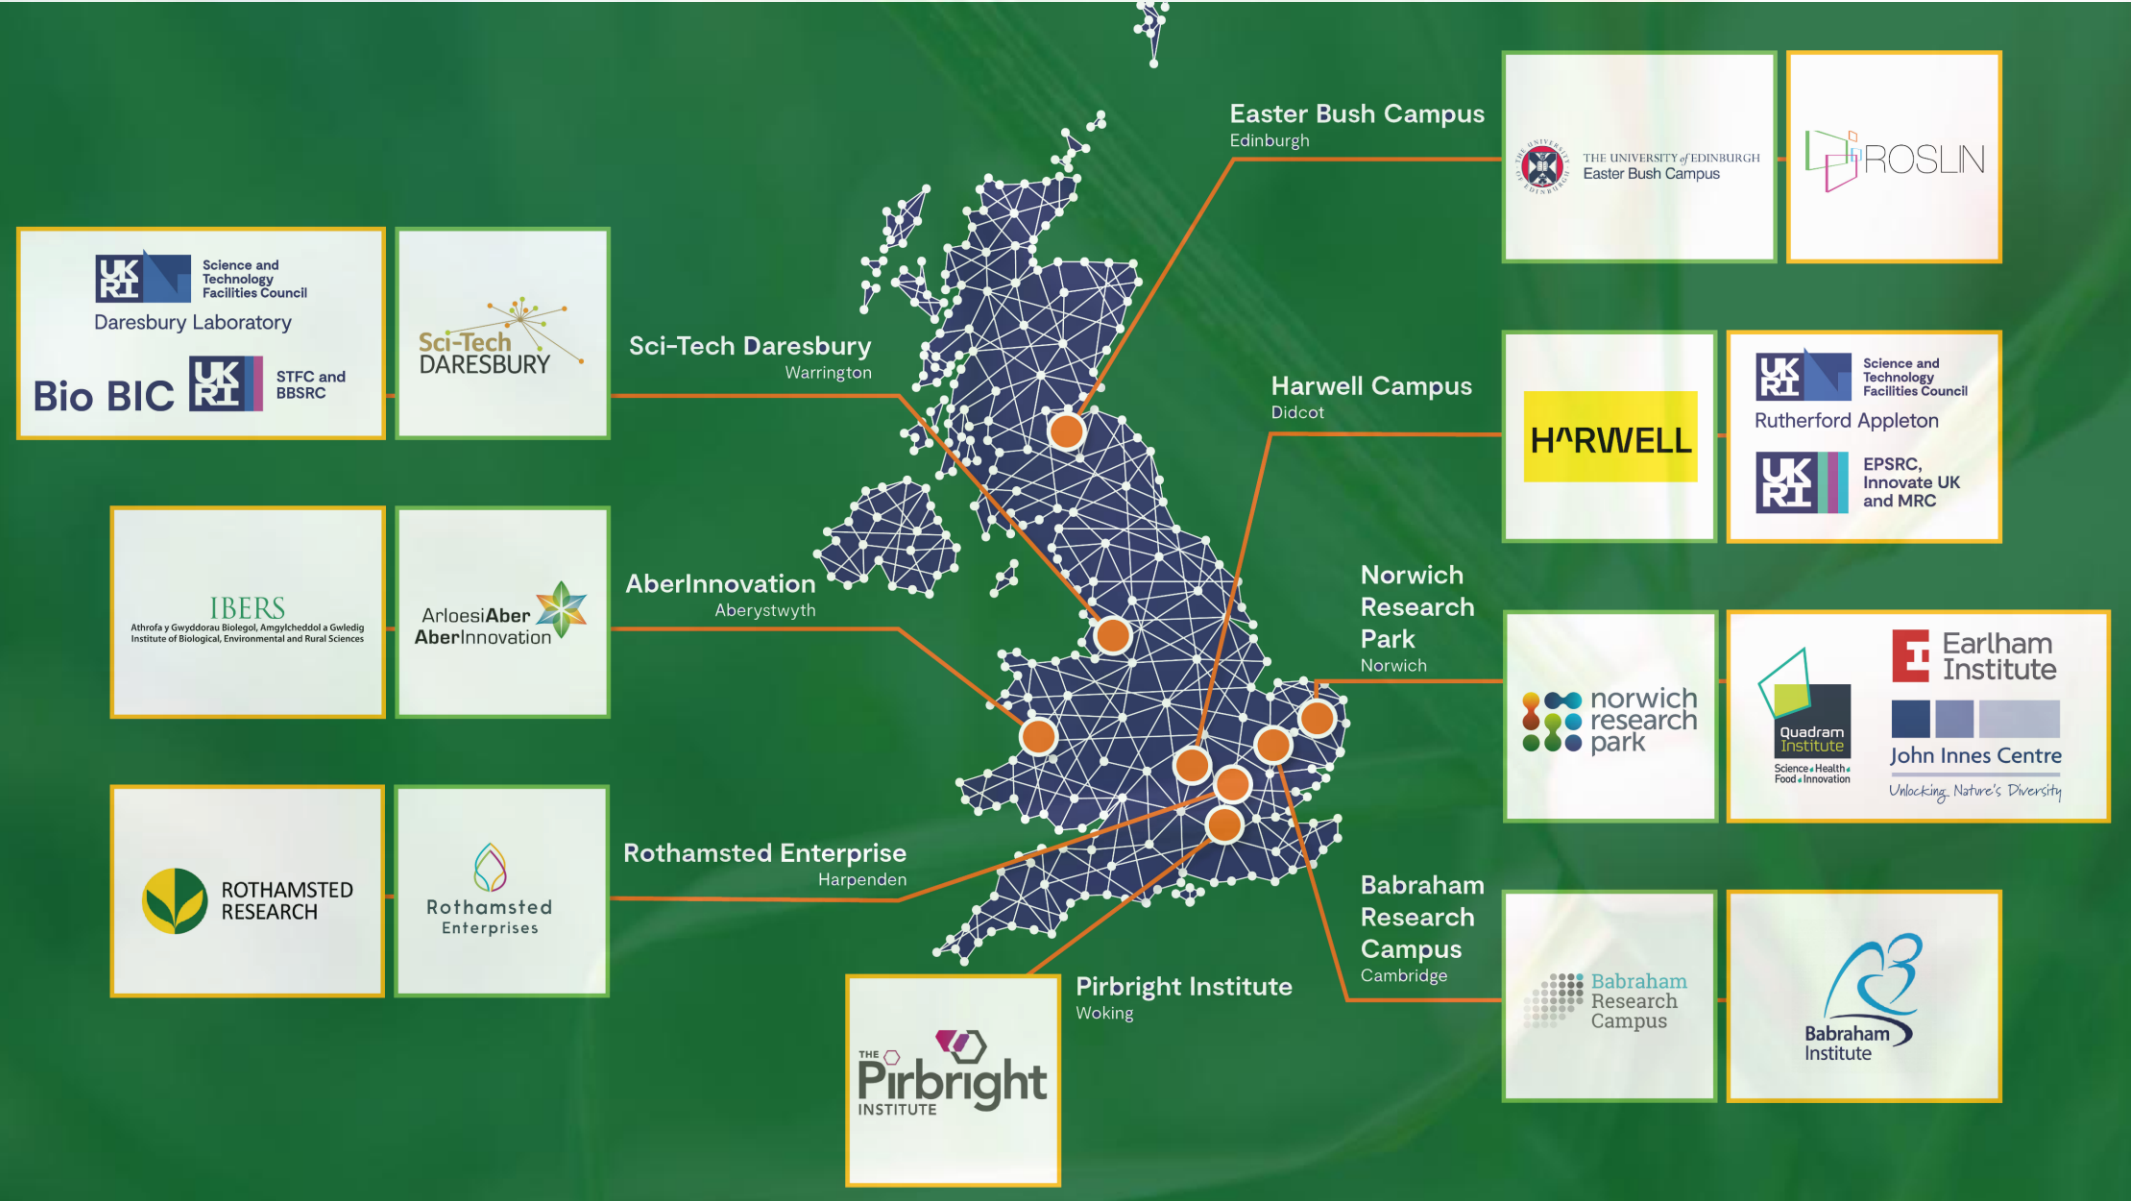 Easter Bush Campus
Edinburgh
THE UNIVERSITY OF EDINBURGH
THE UNIVERSITY of EDINBURGH
Easter Bush Campus
ROSLIN
UK
RI
Science and
Technology
Facilities Council
Daresbury Laboratory
Bio BIC
UK
RI
STFC and
BBSRC
Sci-Tech
DARESBURY
Sci-Tech Daresbury
Warrington
Harwell Campus
Didcot
HARWELL
UK
RI
Science and
Technology
Facilities Council
Rutherford Appleton
UK
RI
EPSRC,
Innovate UK
and MRC
IBERS
Athrofa y Gwyddorau Biolegol, Amgylcheddol a Gwledig
Institute of Biological, Environmental and Rural Sciences
ArloesiAber
AberInnovation
AberInnovation
Aberystwyth
Norwich
Research
Park
Norwich
norwich
research
park
Quadram
Institute
Science Health
Food Innovation
Earlham
Institute
John Innes Centre
Unlocking Nature's Diversity
ROTHAMSTED
RESEARCH
Rothamsted
Enterprises
Rothamsted Enterprise
Harpenden
Babraham
Research
Campus
Cambridge
Babraham
Research
Campus
Babraham
Institute
THE
Pirbright
INSTITUTE
Pirbright Institute
Woking